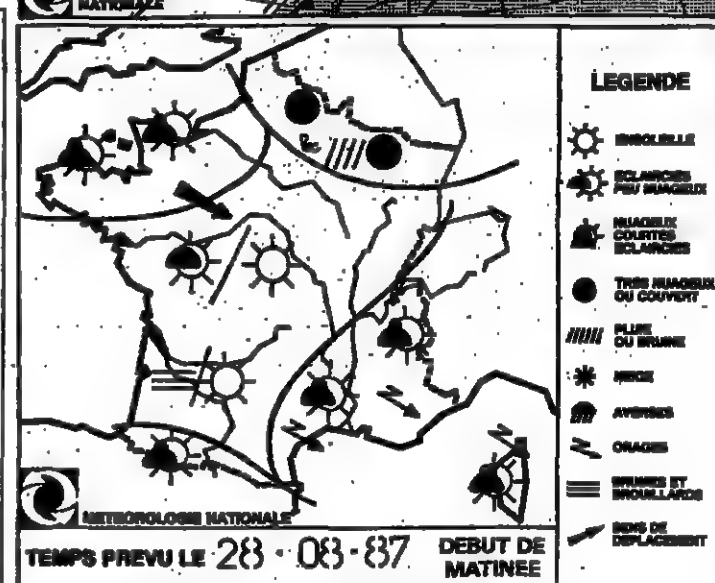 NATIONALE
LEGENDE
ENSOLEILLE
ECLAIRCIES
PEU NUAGEUX
NUAGEUX
COURTES
ECLAIRCIES
TRES NUAGEUX
OU COUVERT
PLUIE
OU BRUINE
NEIGE
AVERSES
ORAGES
BRUMES ET
BROUILLARDS
SENS DE
DEPLACEMENT
METEOROLOGIE NATIONALE
TEMPS PREVU LE 28 · 08 · 87 DEBUT DE
MATINEE